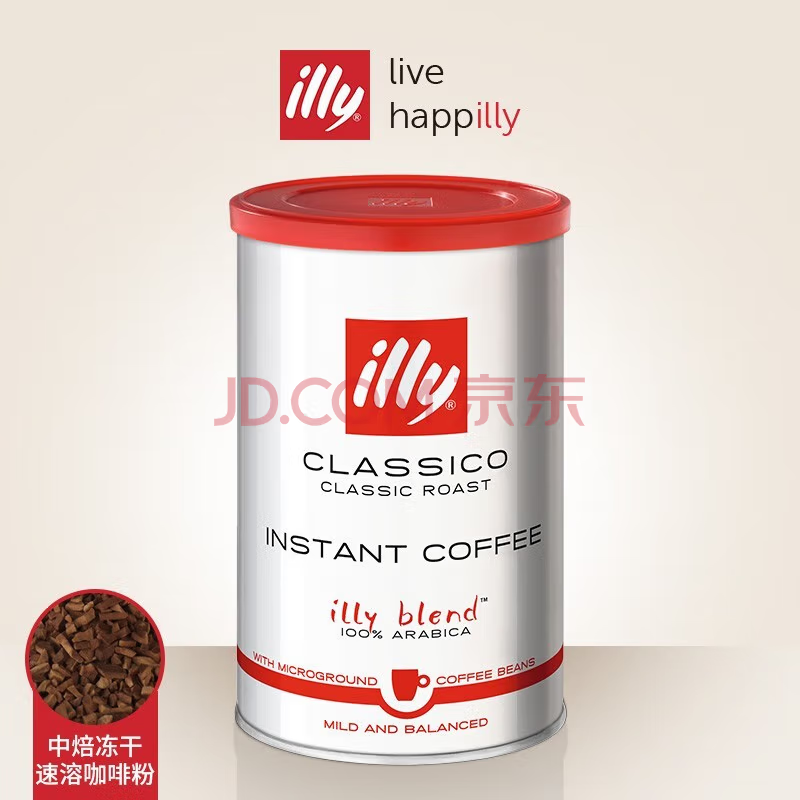 illy®
live
happilly
illy®
JD.COM 京东
CLASSICO
CLASSIC ROAST
INSTANT COFFEE
illy blend™
100% ARABICA
WITH MICROGROUND COFFEE BEANS
MILD AND BALANCED
中焙冻干
速溶咖啡粉